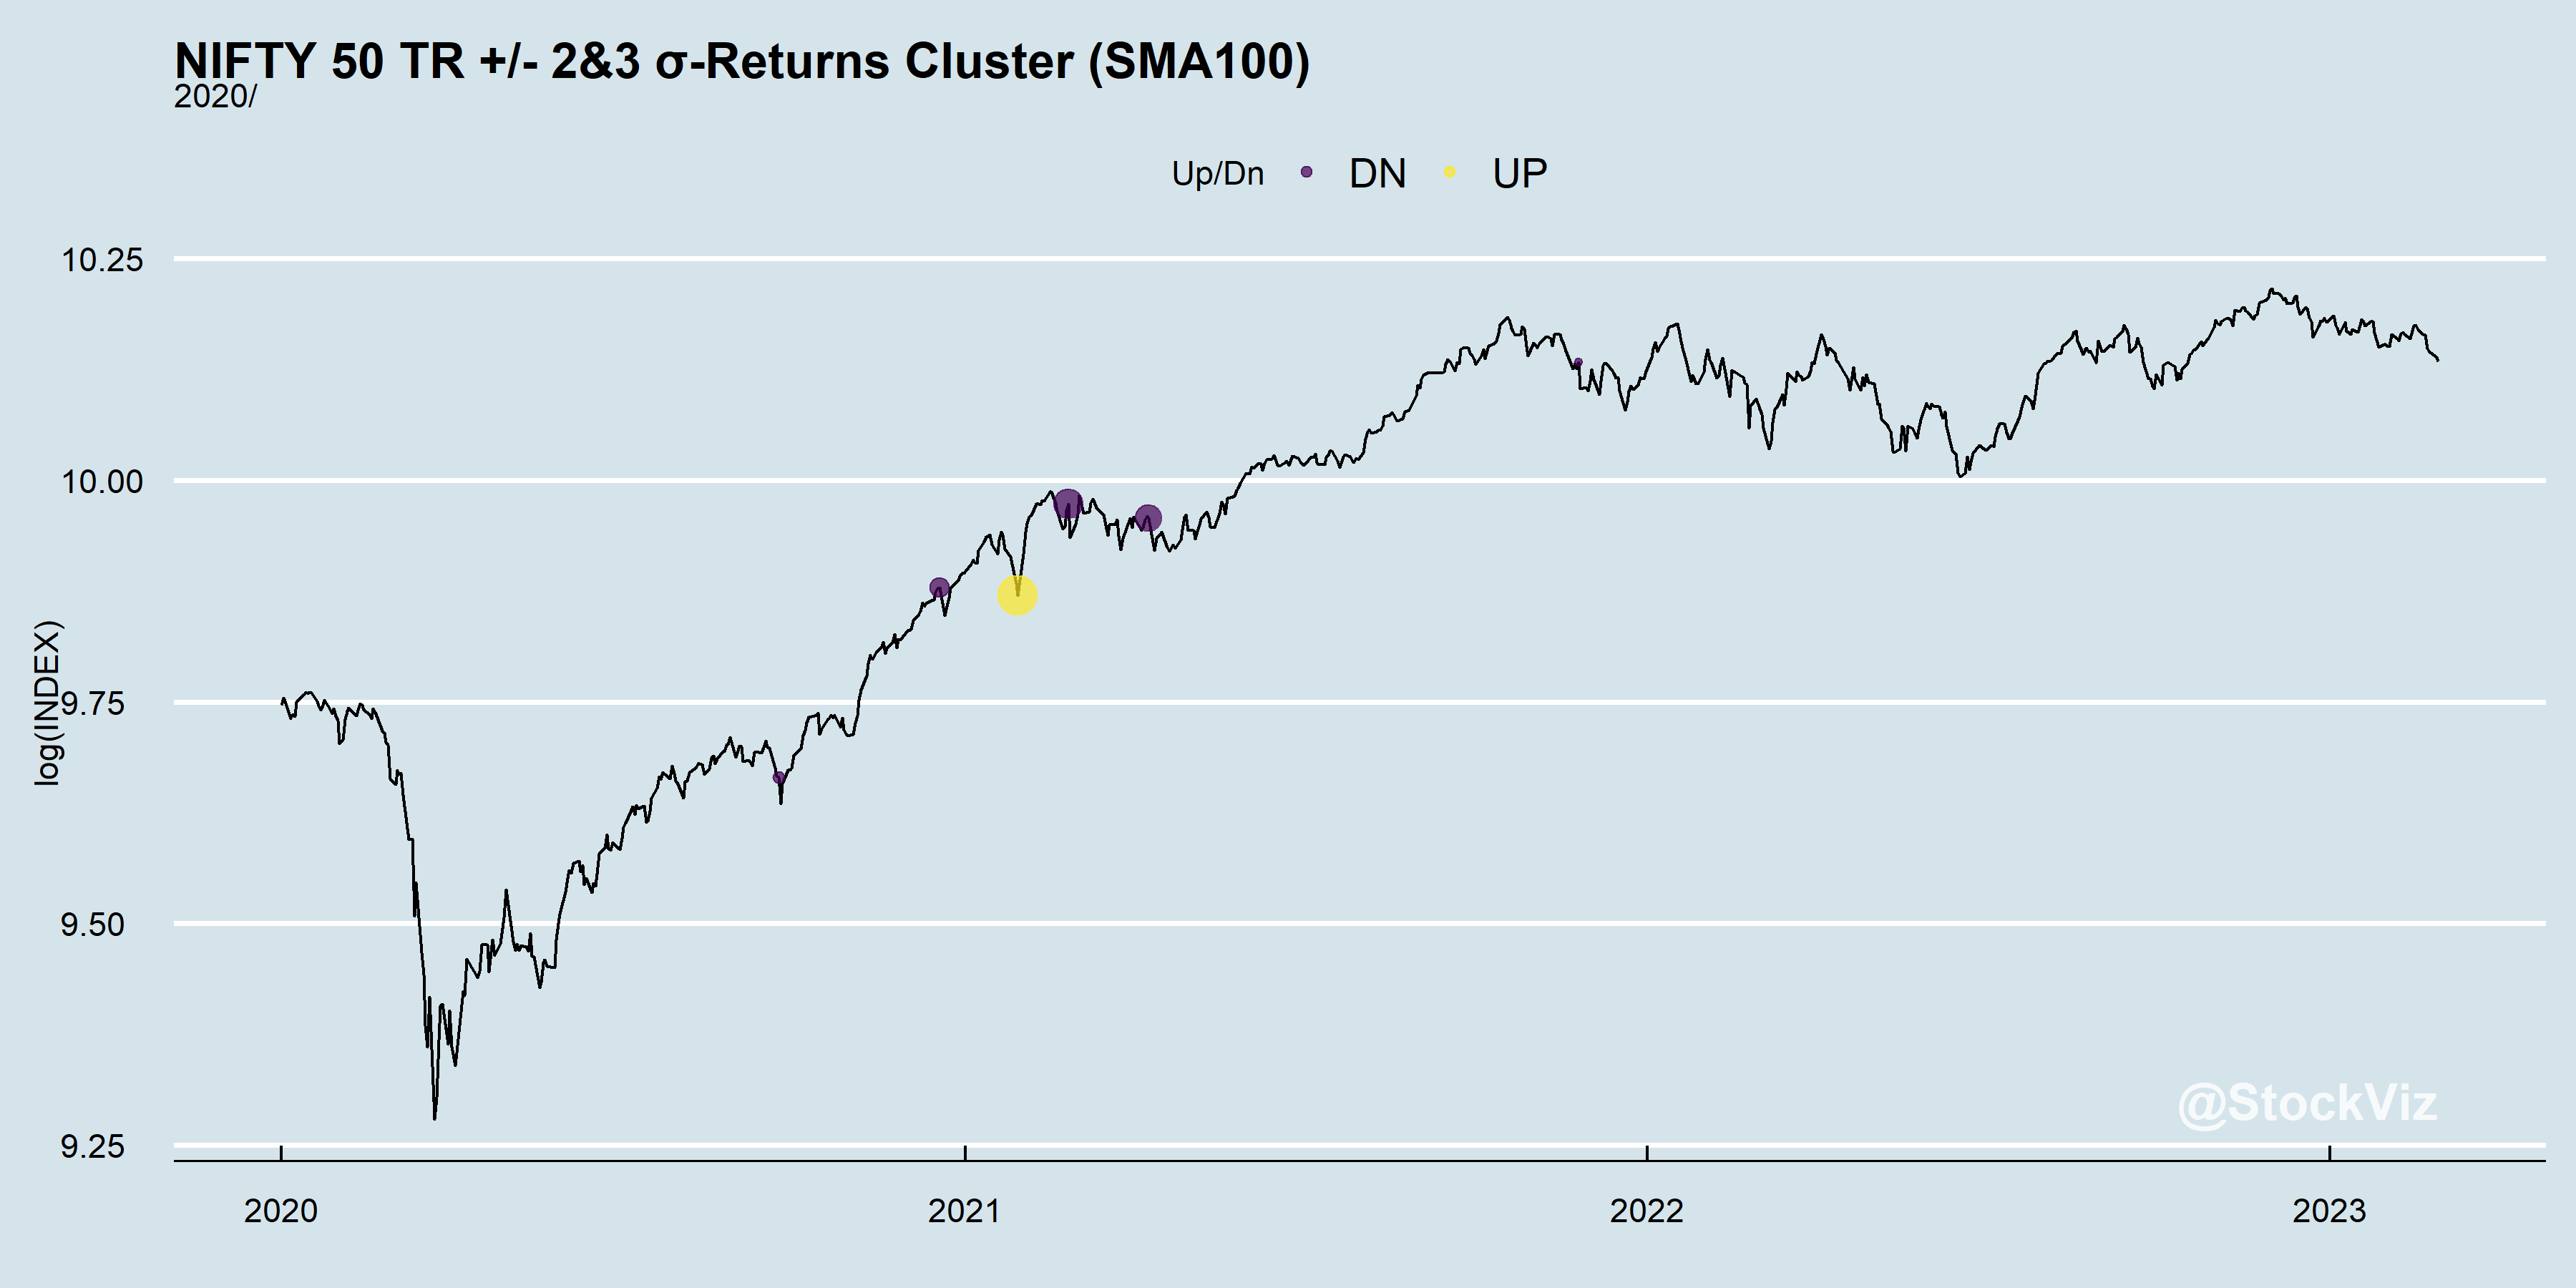 NIFTY 50 TR +/- 2&3 σ-Returns Cluster (SMA100)
2020/
Up/Dn DN UP
10.25
10.00
9.75
9.50
9.25
log(INDEX)
@StockViz
2020 2021 2022 2023